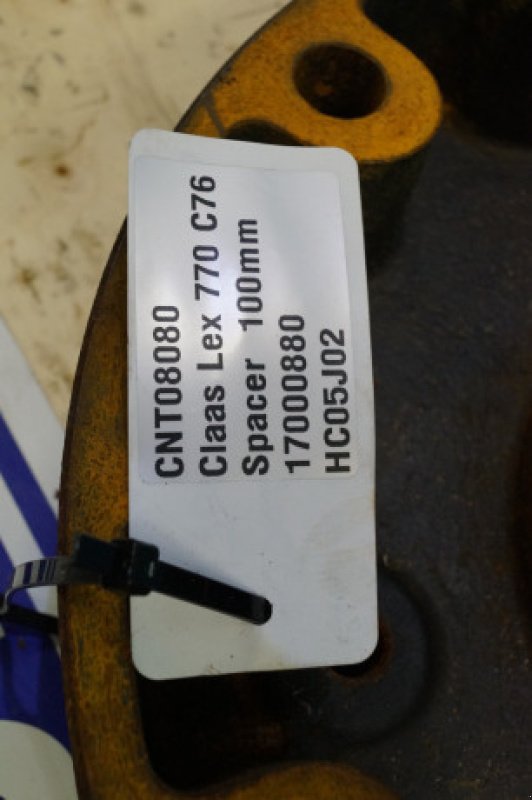 CNT08080
Claas Lex 770 C76
Spacer 100mm
17000880
HC05J02